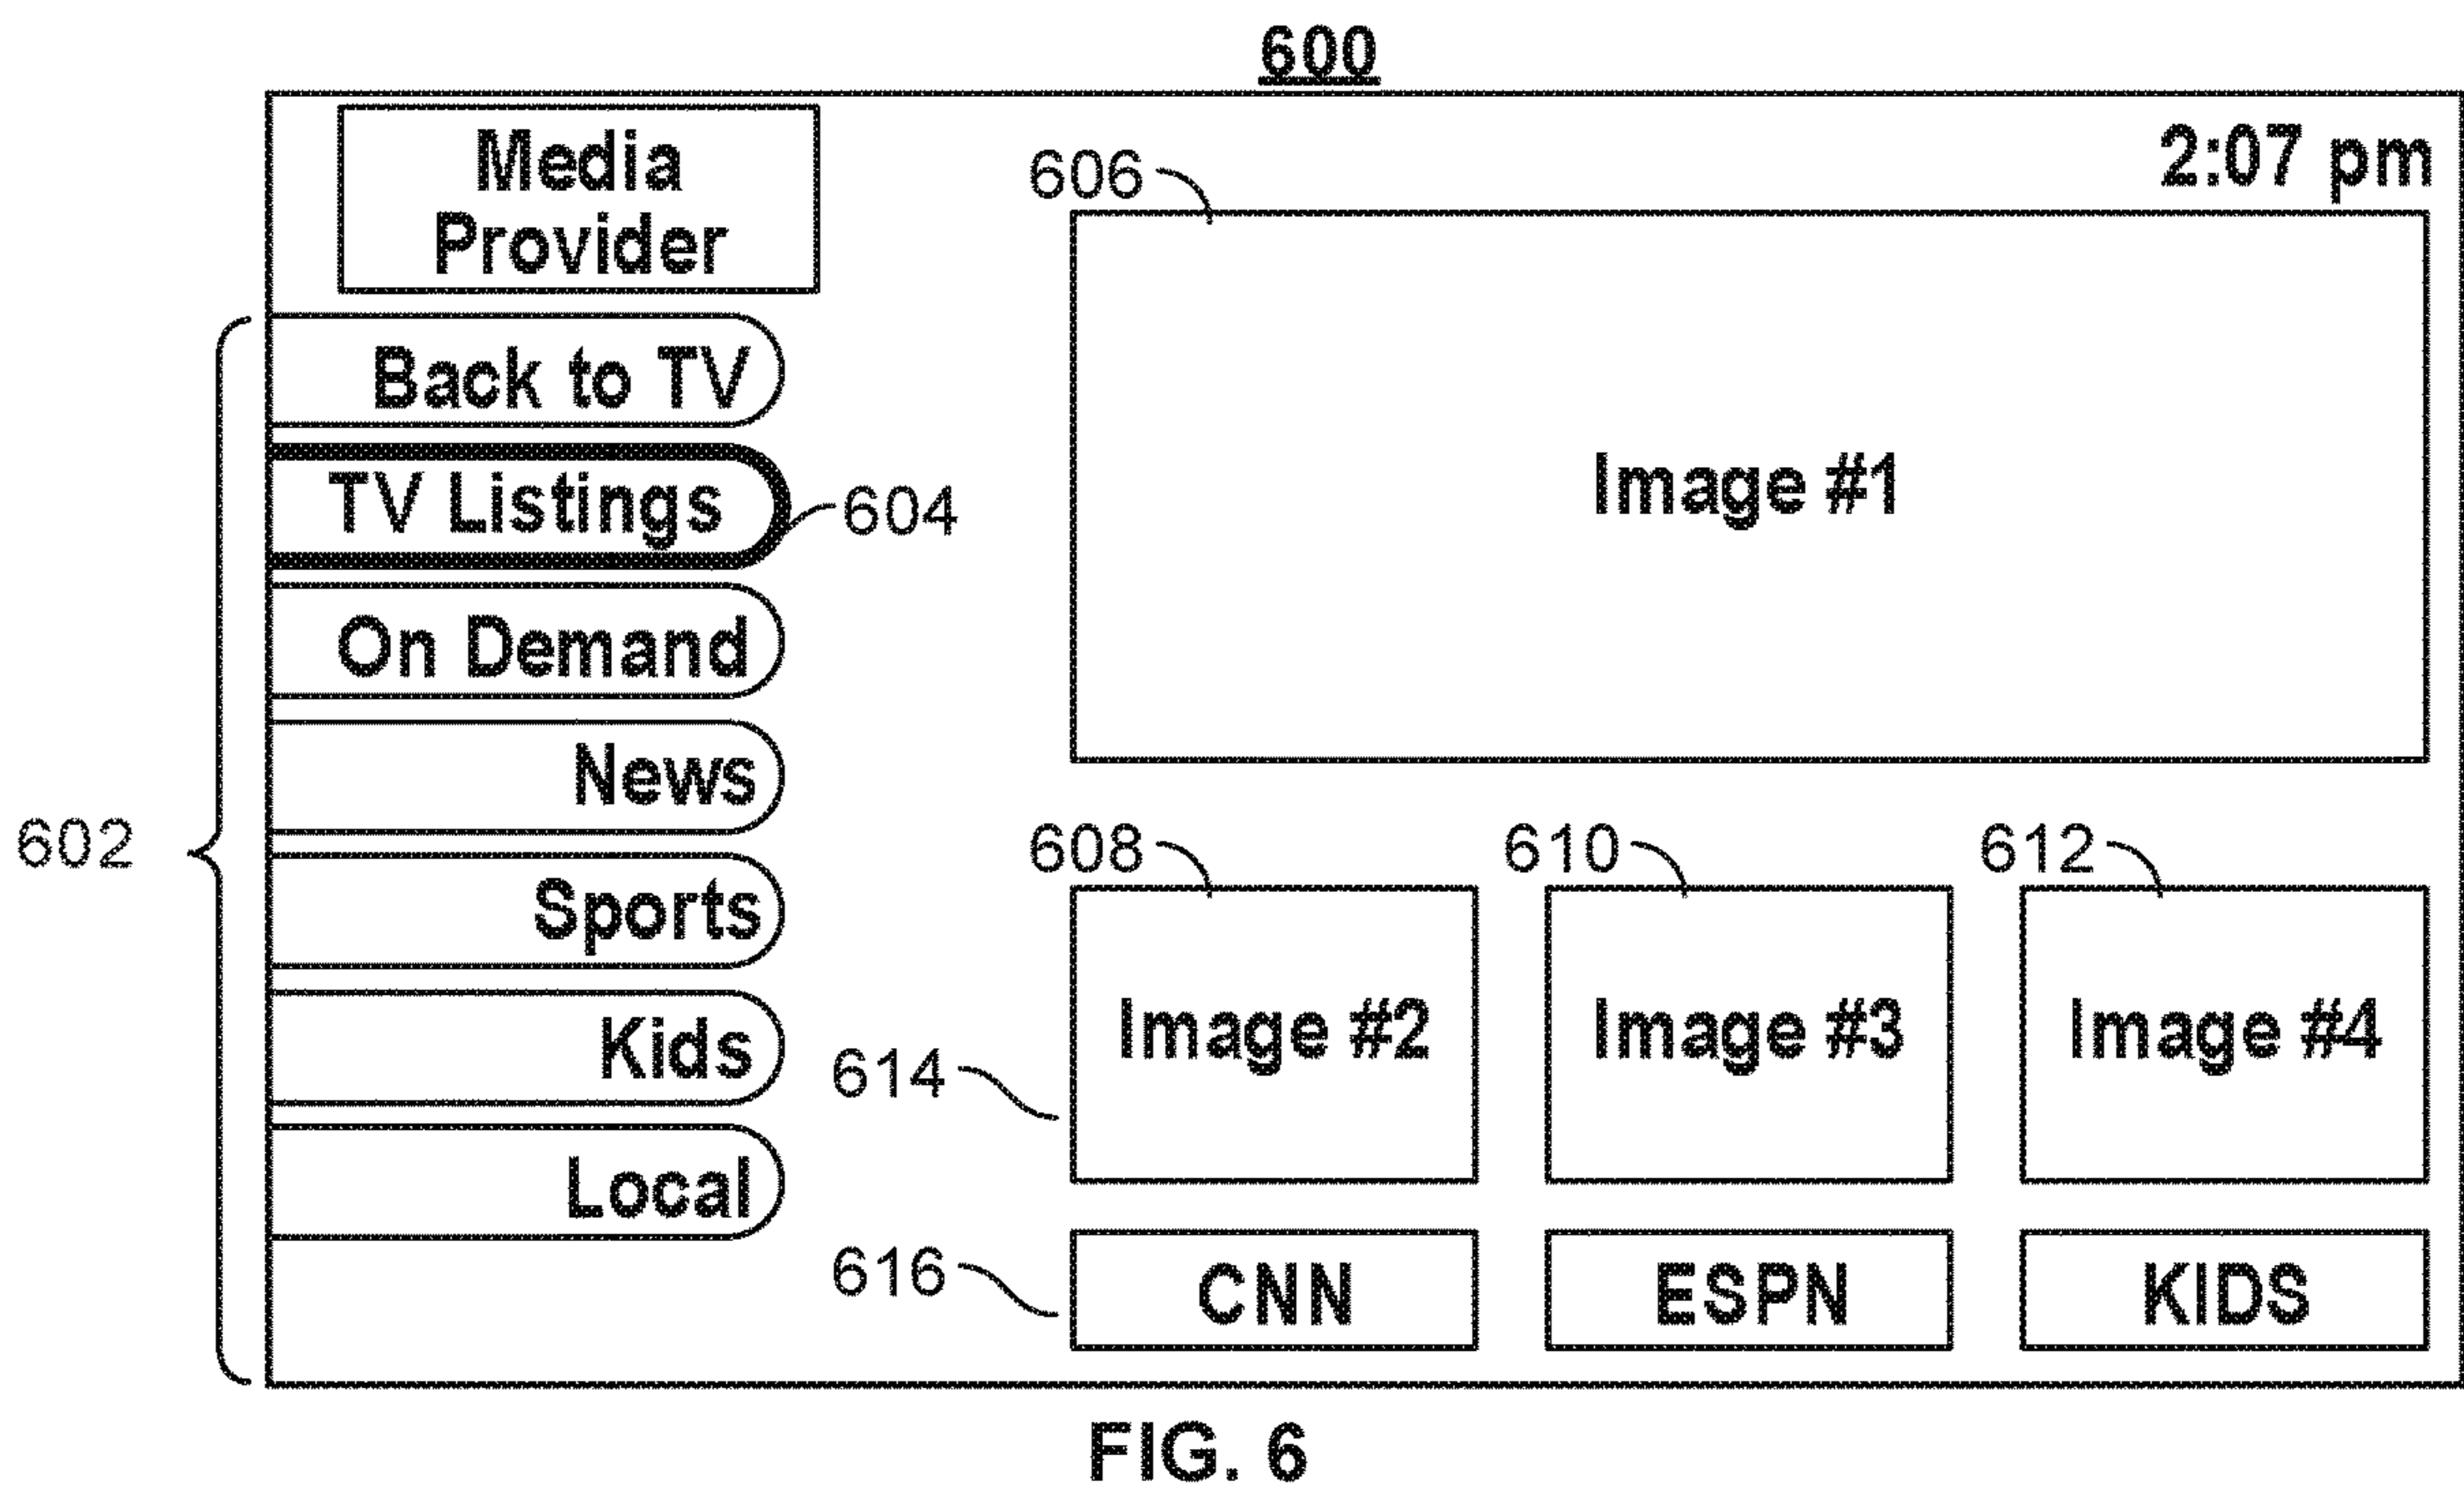 600
Media
Provider
2:07 pm
606
Image #1
602
Back to TV
TV Listings
604
On Demand
News
Sports
Kids
Local
608
610
612
614
Image #2
Image #3
Image #4
616
CNN
ESPN
KIDS
FIG. 6